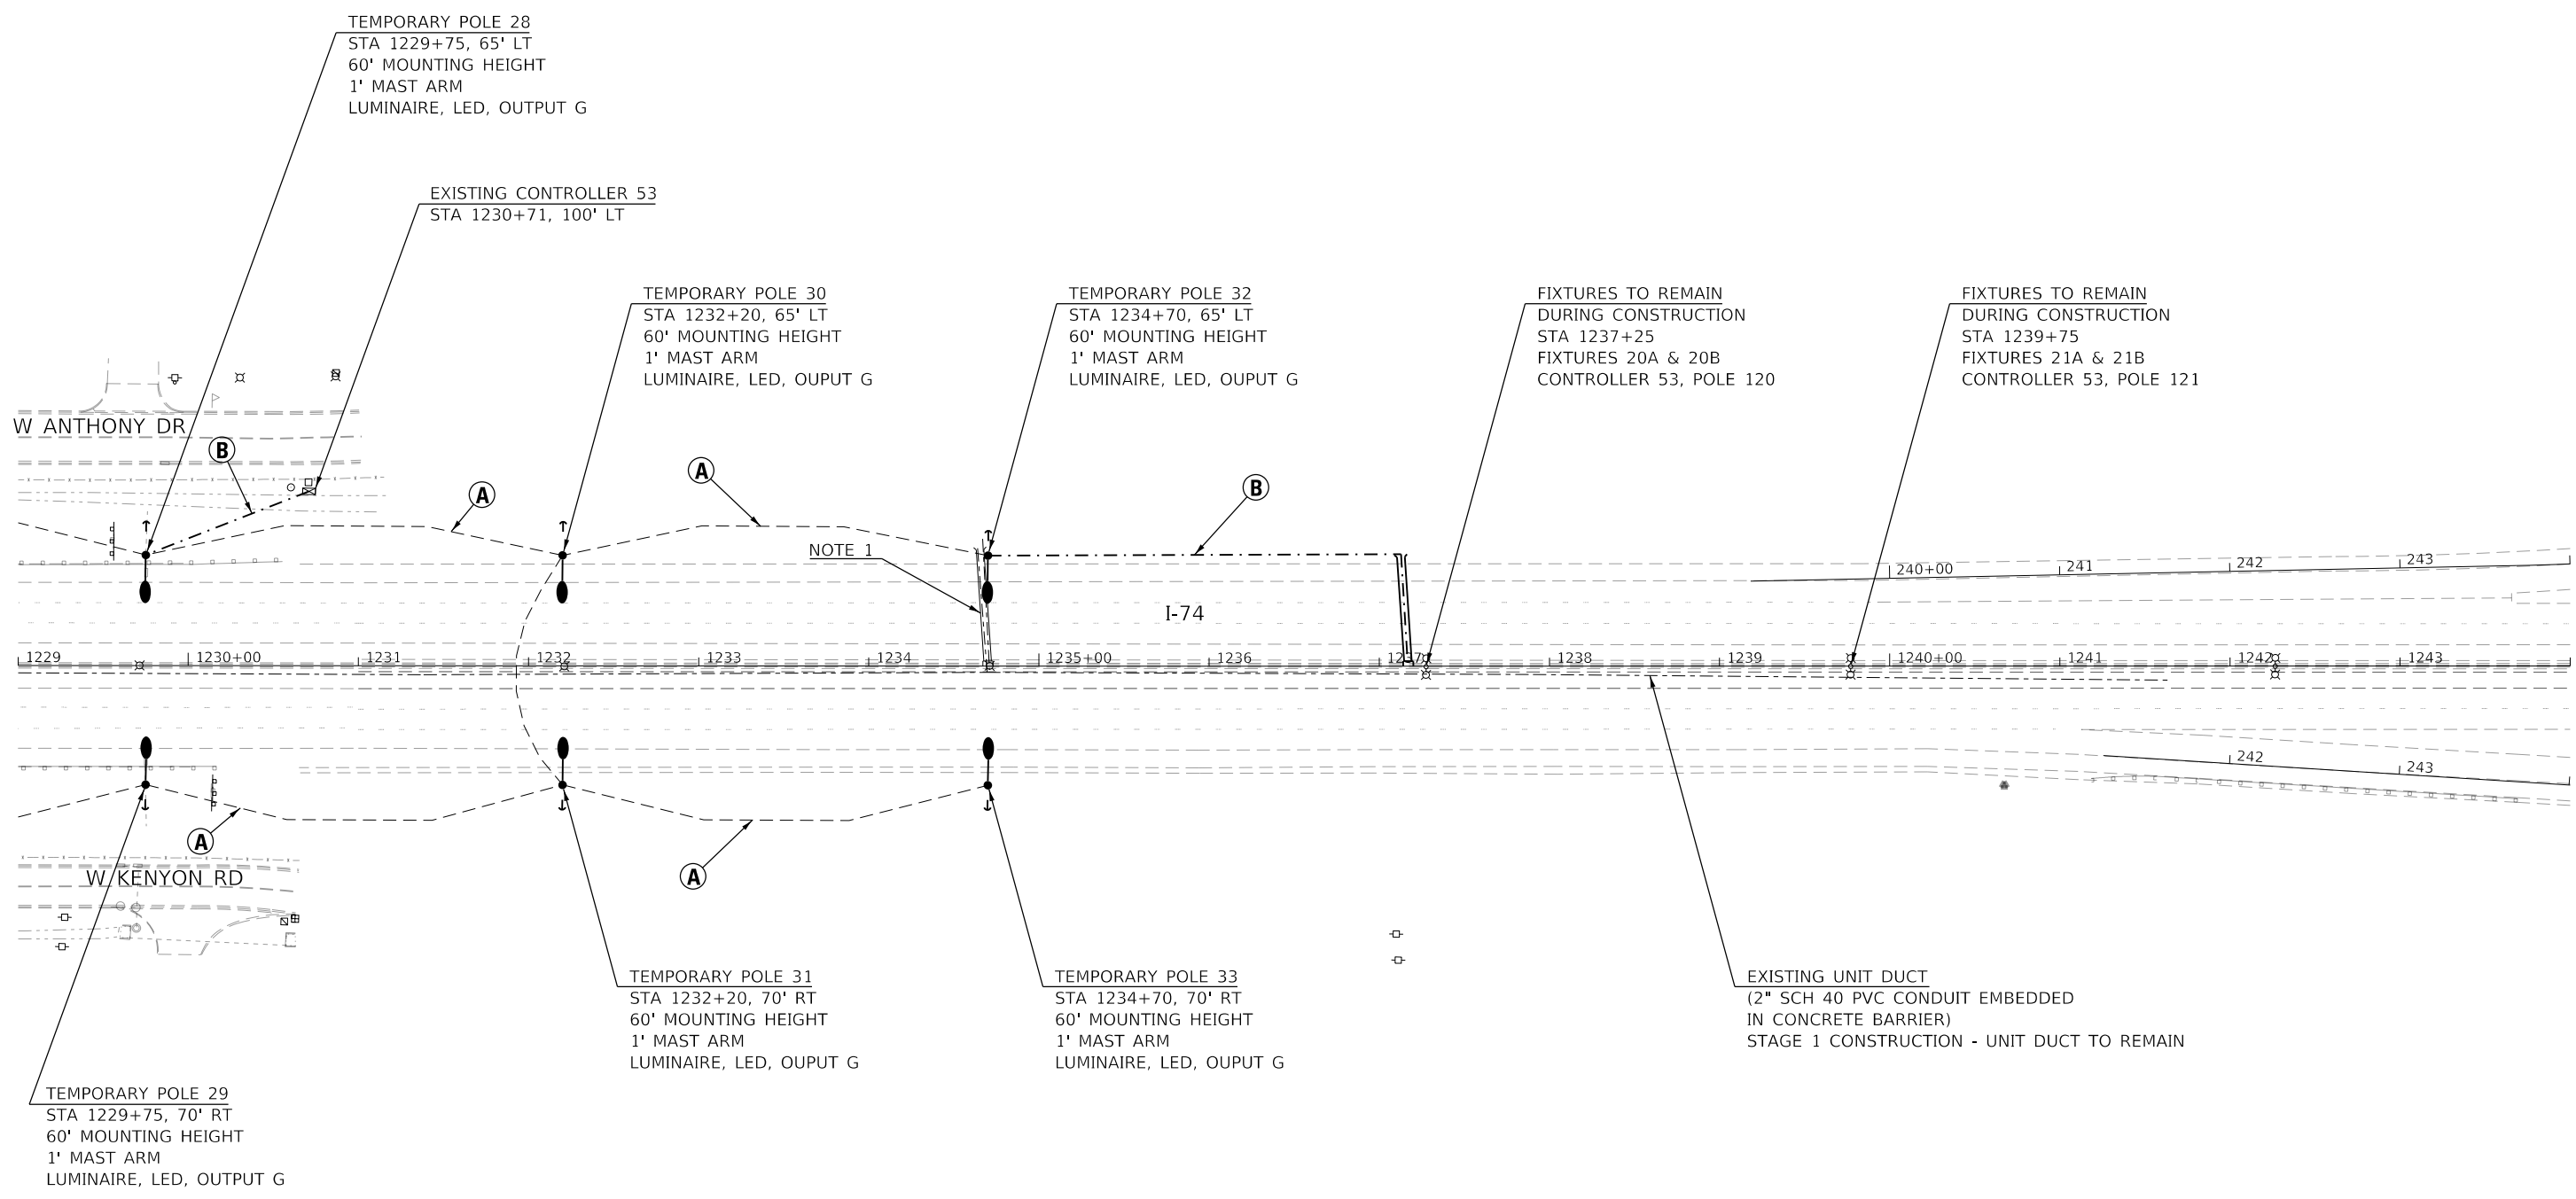 TEMPORARY POLE 28
STA 1229+75, 65' LT
60' MOUNTING HEIGHT
1' MAST ARM
LUMINAIRE, LED, OUTPUT G
EXISTING CONTROLLER 53
STA 1230+71, 100' LT
TEMPORARY POLE 30
STA 1232+20, 65' LT
60' MOUNTING HEIGHT
1' MAST ARM
LUMINAIRE, LED, OUPUT G
TEMPORARY POLE 32
STA 1234+70, 65' LT
60' MOUNTING HEIGHT
1' MAST ARM
LUMINAIRE, LED, OUPUT G
FIXTURES TO REMAIN
DURING CONSTRUCTION
STA 1237+25
FIXTURES 20A & 20B
CONTROLLER 53, POLE 120
FIXTURES TO REMAIN
DURING CONSTRUCTION
STA 1239+75
FIXTURES 21A & 21B
CONTROLLER 53, POLE 121
W ANTHONY DR
B
A
A
B
NOTE 1
I-74
240+00
241
242
243
1229
1230+00
1231
1232
1233
1234
1235+00
1236
1237
1238
1239
1240+00
1241
1242
1243
242
243
A
A
W KENYON RD
TEMPORARY POLE 31
STA 1232+20, 70' RT
60' MOUNTING HEIGHT
1' MAST ARM
LUMINAIRE, LED, OUPUT G
TEMPORARY POLE 33
STA 1234+70, 70' RT
60' MOUNTING HEIGHT
1' MAST ARM
LUMINAIRE, LED, OUPUT G
EXISTING UNIT DUCT
(2" SCH 40 PVC CONDUIT EMBEDDED
IN CONCRETE BARRIER)
STAGE 1 CONSTRUCTION - UNIT DUCT TO REMAIN
TEMPORARY POLE 29
STA 1229+75, 70' RT
60' MOUNTING HEIGHT
1' MAST ARM
LUMINAIRE, LED, OUTPUT G